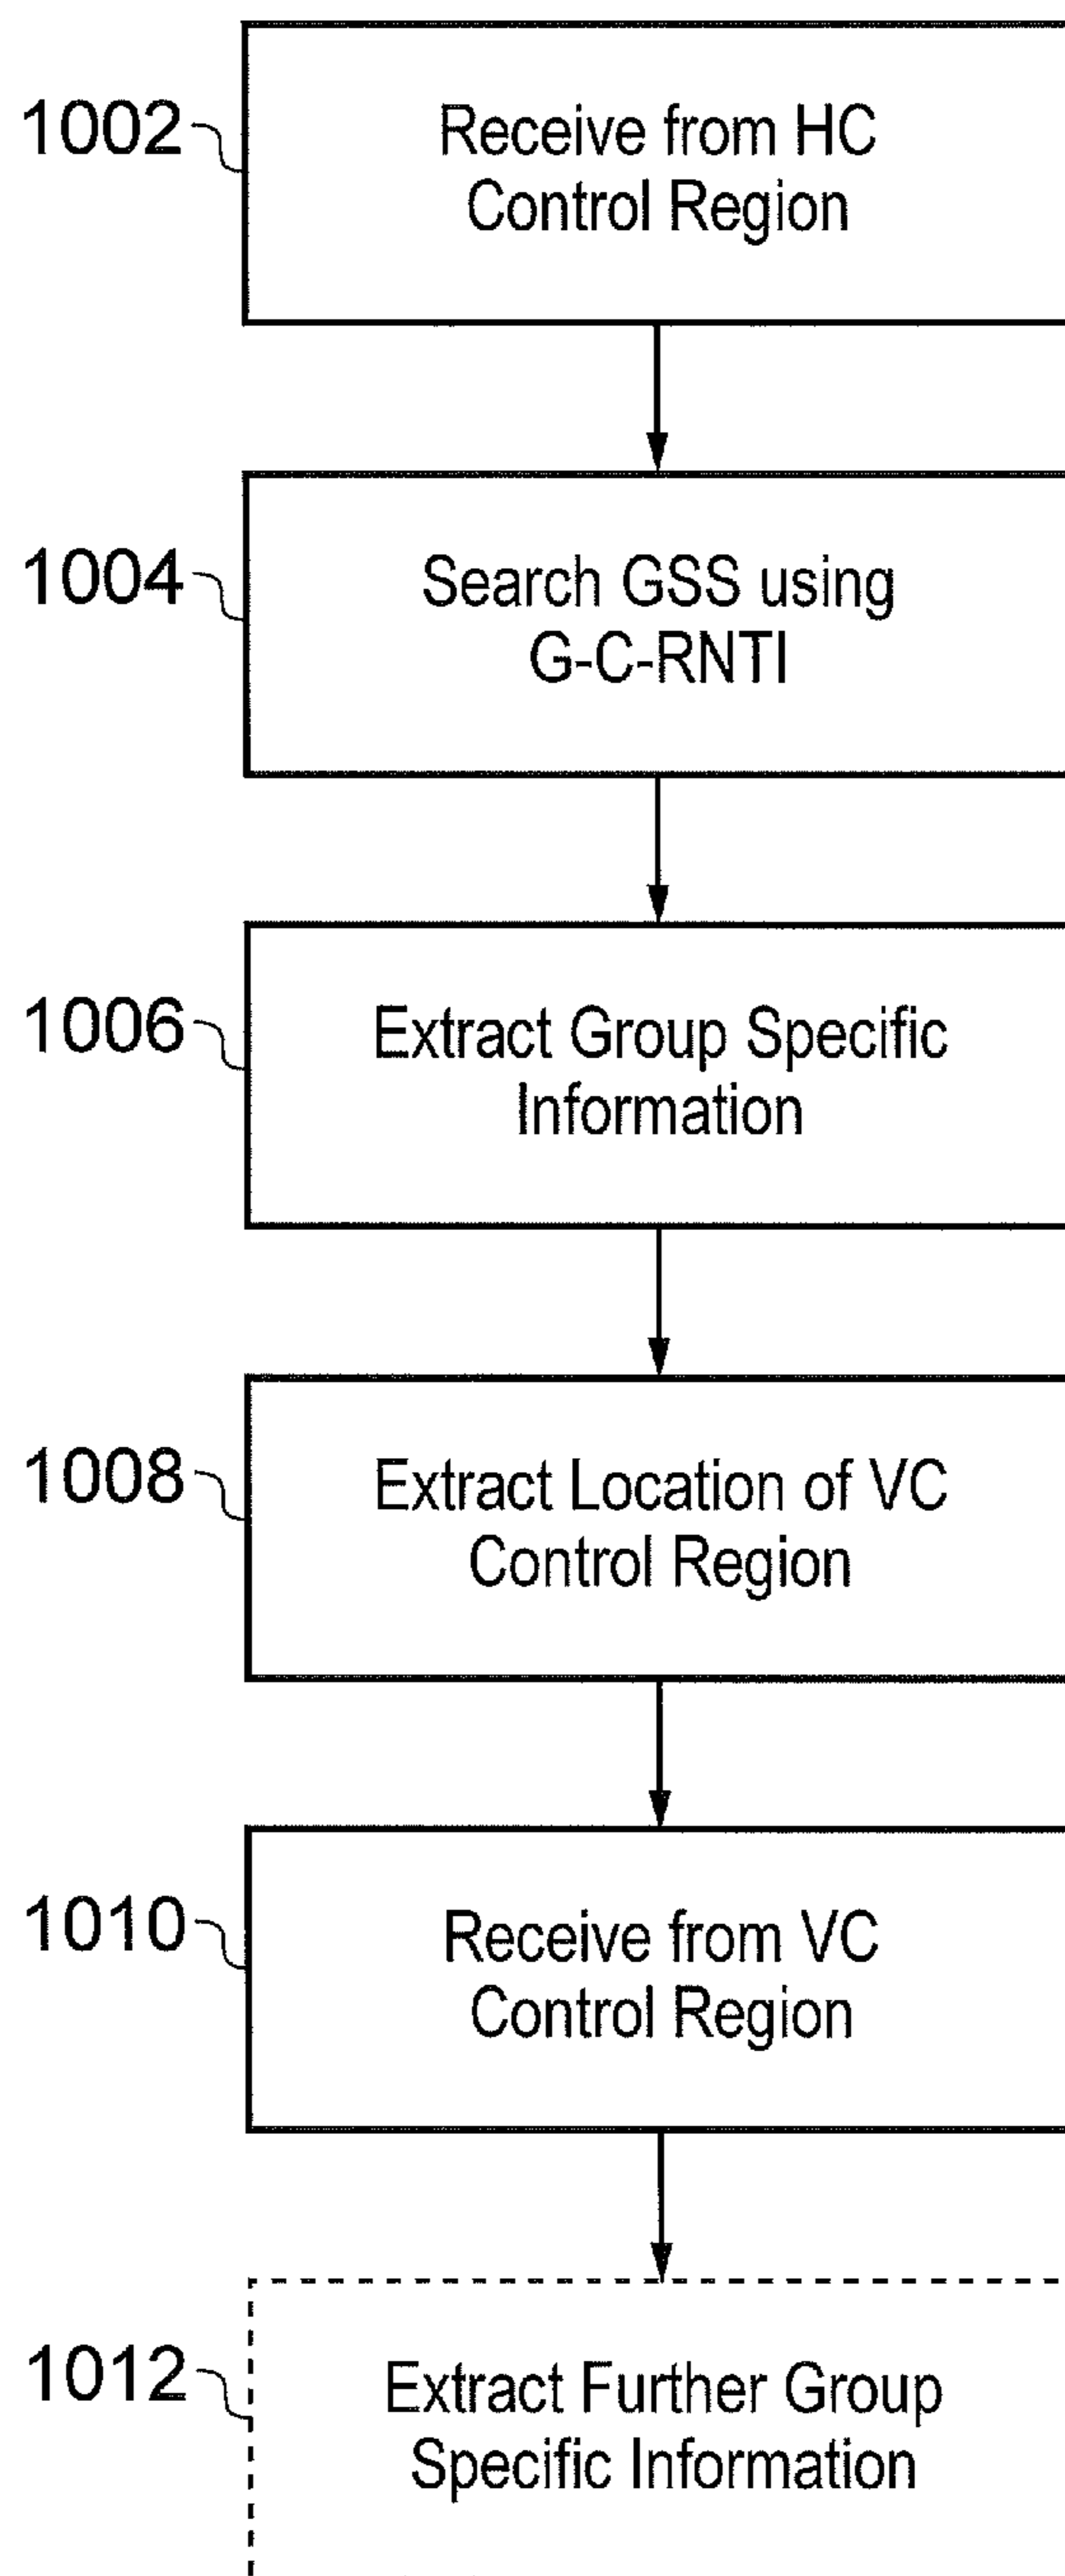 1002
Receive from HC
Control Region
1004
Search GSS using
G-C-RNTI
1006
Extract Group Specific
Information
1008
Extract Location of VC
Control Region
1010
Receive from VC
Control Region
1012
Extract Further Group
Specific Information